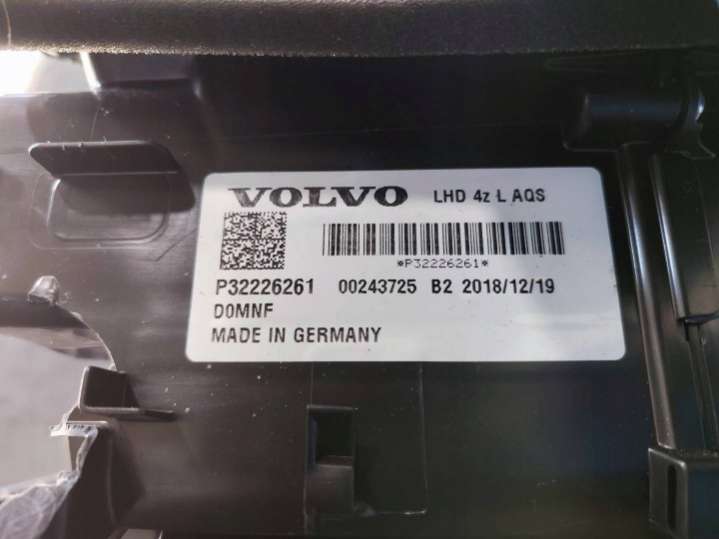 VOLVO LHD 4z L AQS
*P32226261*
P32226261 00243725 B2 2018/12/19
D0MNF
MADE IN GERMANY